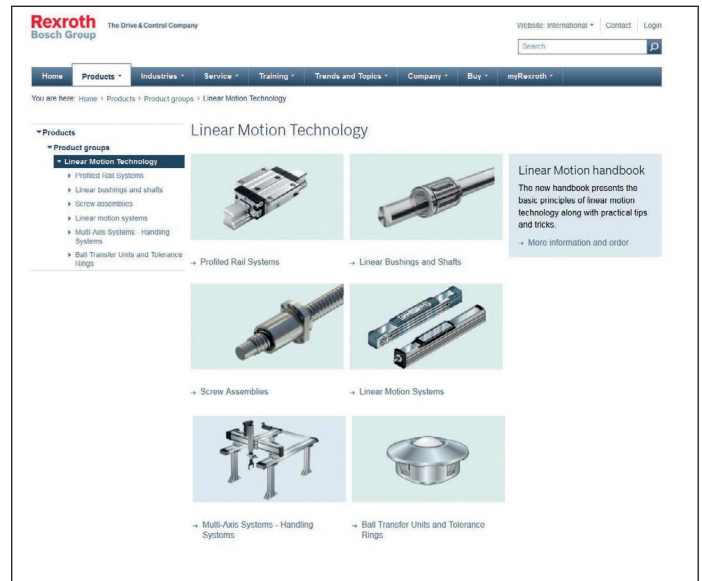 Rexroth
Bosch Group
The Drive & Control Company
Website: International
Contact
Login
Search
Home
Products
Industries
Service
Training
Trends and Topics
Company
Buy
myRexroth
You are here: Home › Products › Product groups › Linear Motion Technology
Products
Product groups
Linear Motion Technology
Profiled Rail Systems
Linear bushings and shafts
Screw assemblies
Linear motion systems
Multi-Axis Systems - Handling
Systems
Ball Transfer Units and Tolerance
Rings
Linear Motion Technology
→ Profiled Rail Systems
→ Linear Bushings and Shafts
→ Screw Assemblies
→ Linear Motion Systems
→ Multi-Axis Systems - Handling
Systems
→ Ball Transfer Units and Tolerance
Rings
Linear Motion handbook
The new handbook presents the
basic principles of linear motion
technology along with practical tips
and tricks.
→ More information and order